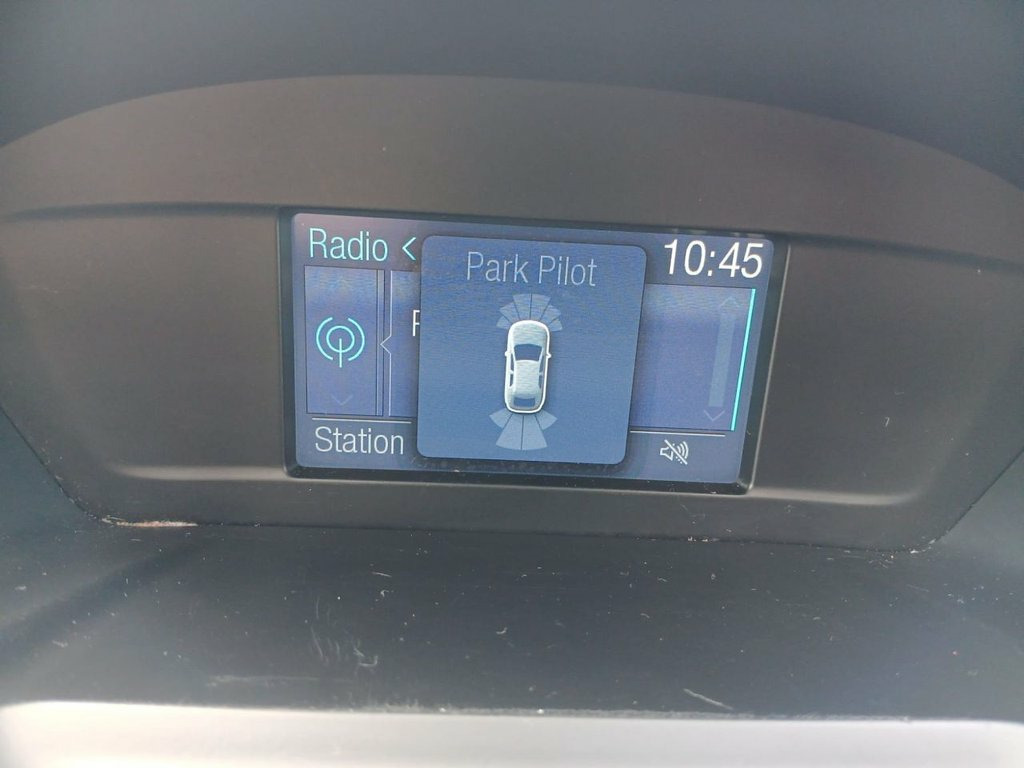 Radio <
Park Pilot
10:45
Station